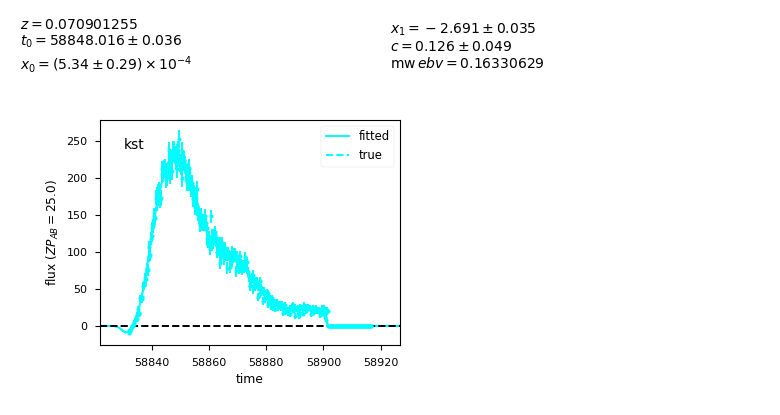 z = 0.070901255
t₀ = 58848.016 ± 0.036
x₀ = (5.34 ± 0.29) × 10⁻⁴
x₁ = −2.691 ± 0.035
c = 0.126 ± 0.049
mw ebv = 0.16330629
kst
fitted
true
250
200
150
100
50
0
flux (ZP_AB = 25.0)
58840 58860 58880 58900 58920
time